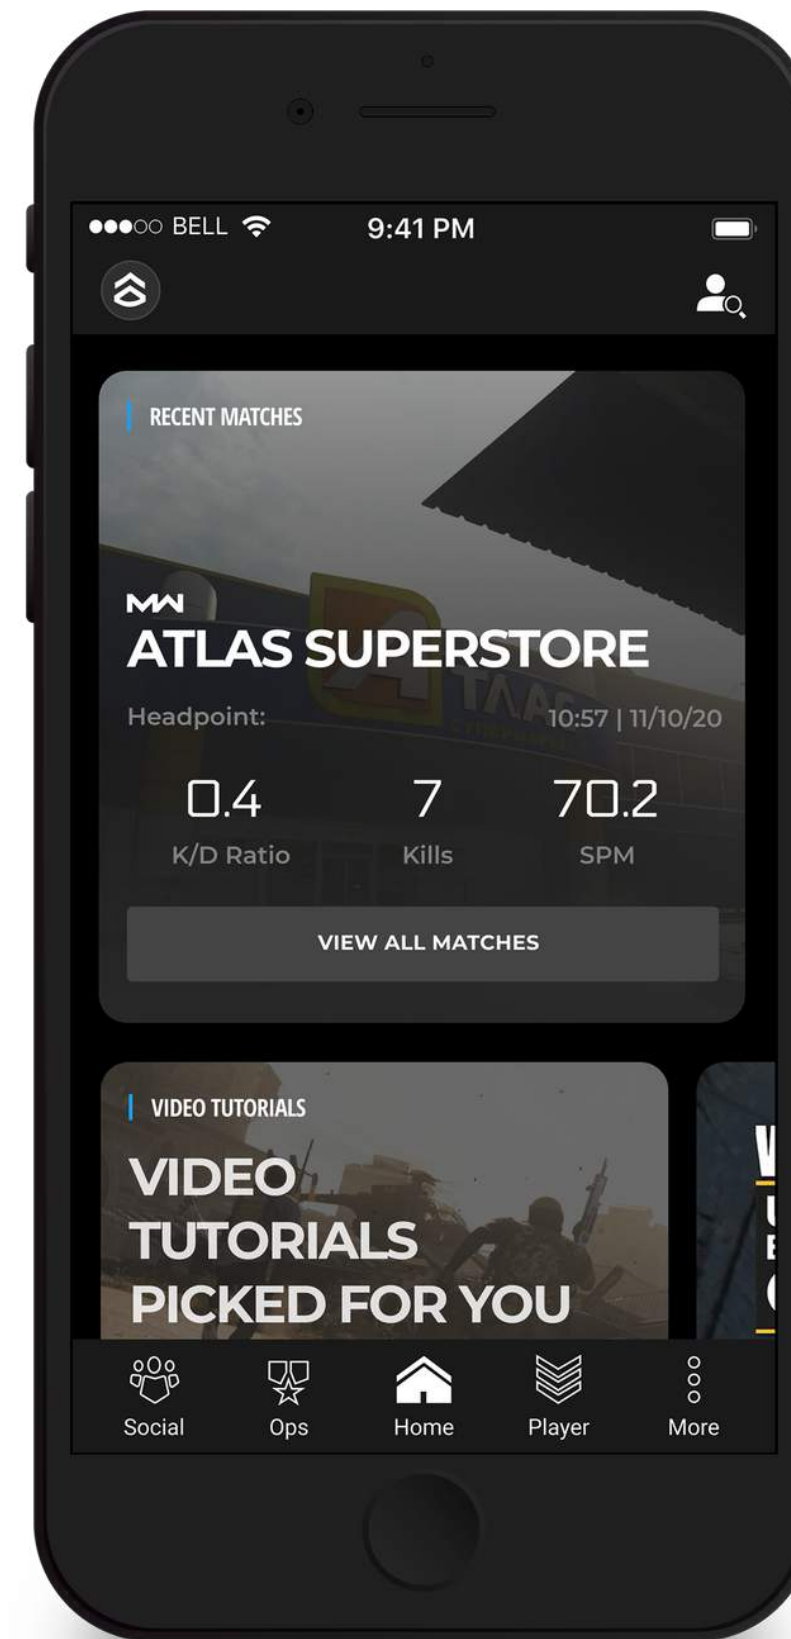 BELL
9:41 PM
RECENT MATCHES
MW
ATLAS SUPERSTORE
Headpoint:
10:57 | 11/10/20
0.4
7
70.2
K/D Ratio
Kills
SPM
VIEW ALL MATCHES
VIDEO TUTORIALS
VIDEO
TUTORIALS
PICKED FOR YOU
Social
Ops
Home
Player
More